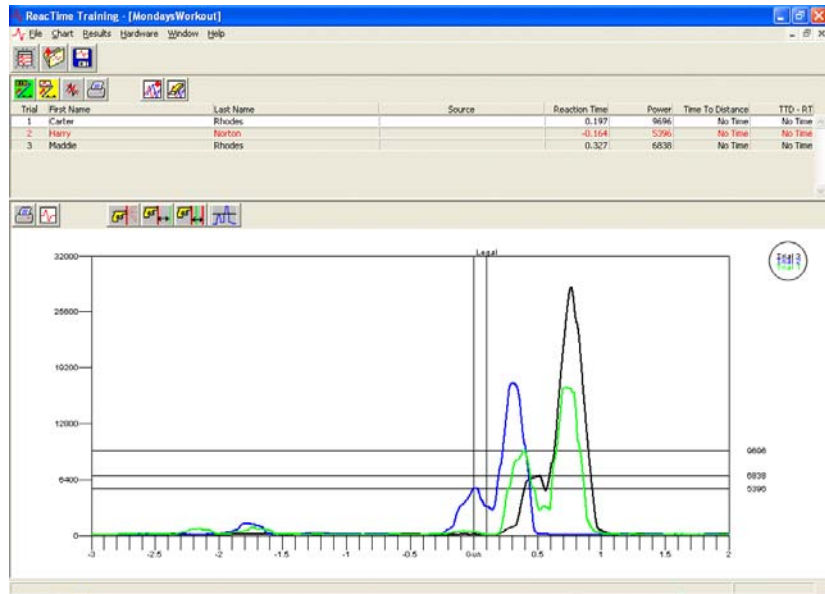 ReacTime Training - [MondaysWorkout]
File Chart Results Hardware Window Help
Trial First Name Last Name Source Reaction Time Power Time To Distance TTD - RT
1 Carter Rhodes 0.197 9696 No Time No Time
2 Harry Norton -0.164 5396 No Time No Time
3 Maddie Rhodes 0.327 6838 No Time No Time
Legal
32000
25600
19200
12800
6400
0
9696
6838
5396
-3 -2.5 -2 -1.5 -1 -0.5 0.5 1 1.5 2